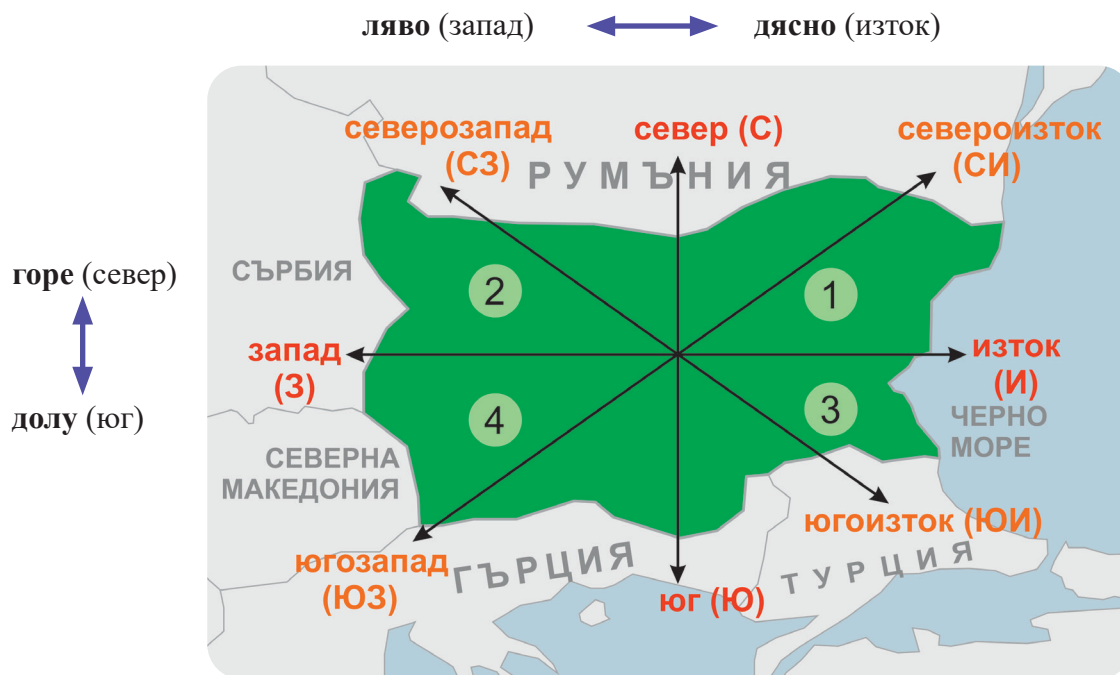 ляво (запад) дясно (изток)
северозапад
(СЗ)
север (С)
североизток
(СИ)
РУМЪНИЯ
горе (север)
СЪРБИЯ
2
1
запад
(З)
изток
(И)
долу (юг)
4
3
ЧЕРНО
МОРЕ
СЕВЕРНА
МАКЕДОНИЯ
югоизток (ЮИ)
югозапад
(ЮЗ)
ГЪРЦИЯ
ТУРЦИЯ
юг (Ю)